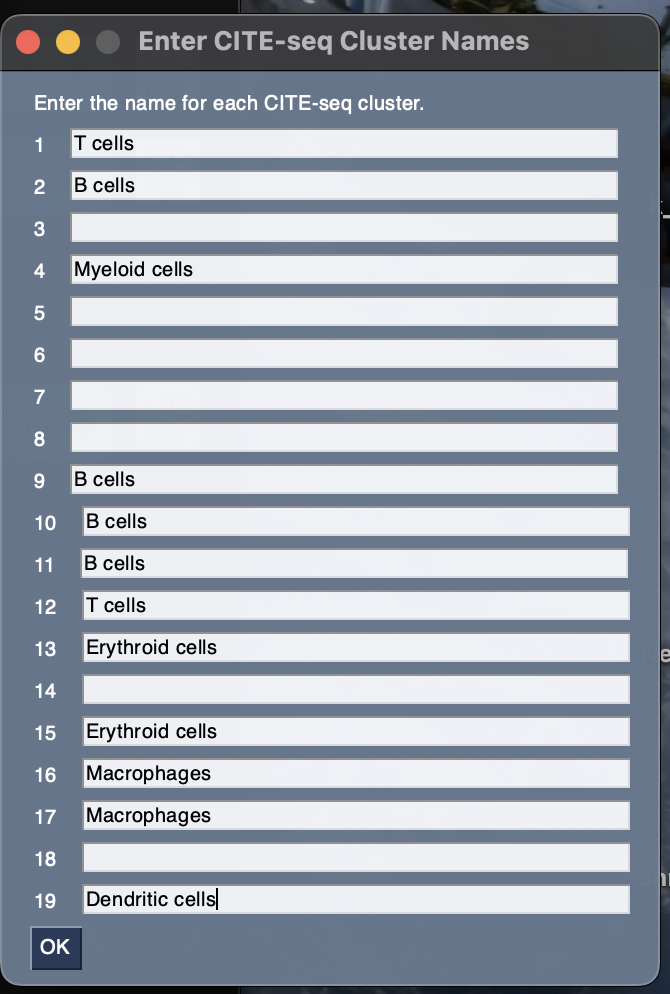 Enter CITE-seq Cluster Names
Enter the name for each CITE-seq cluster.
1 T cells
2 B cells
3
4 Myeloid cells
5
6
7
8
9 B cells
10 B cells
11 B cells
12 T cells
13 Erythroid cells
14
15 Erythroid cells
16 Macrophages
17 Macrophages
18
19 Dendritic cells
OK